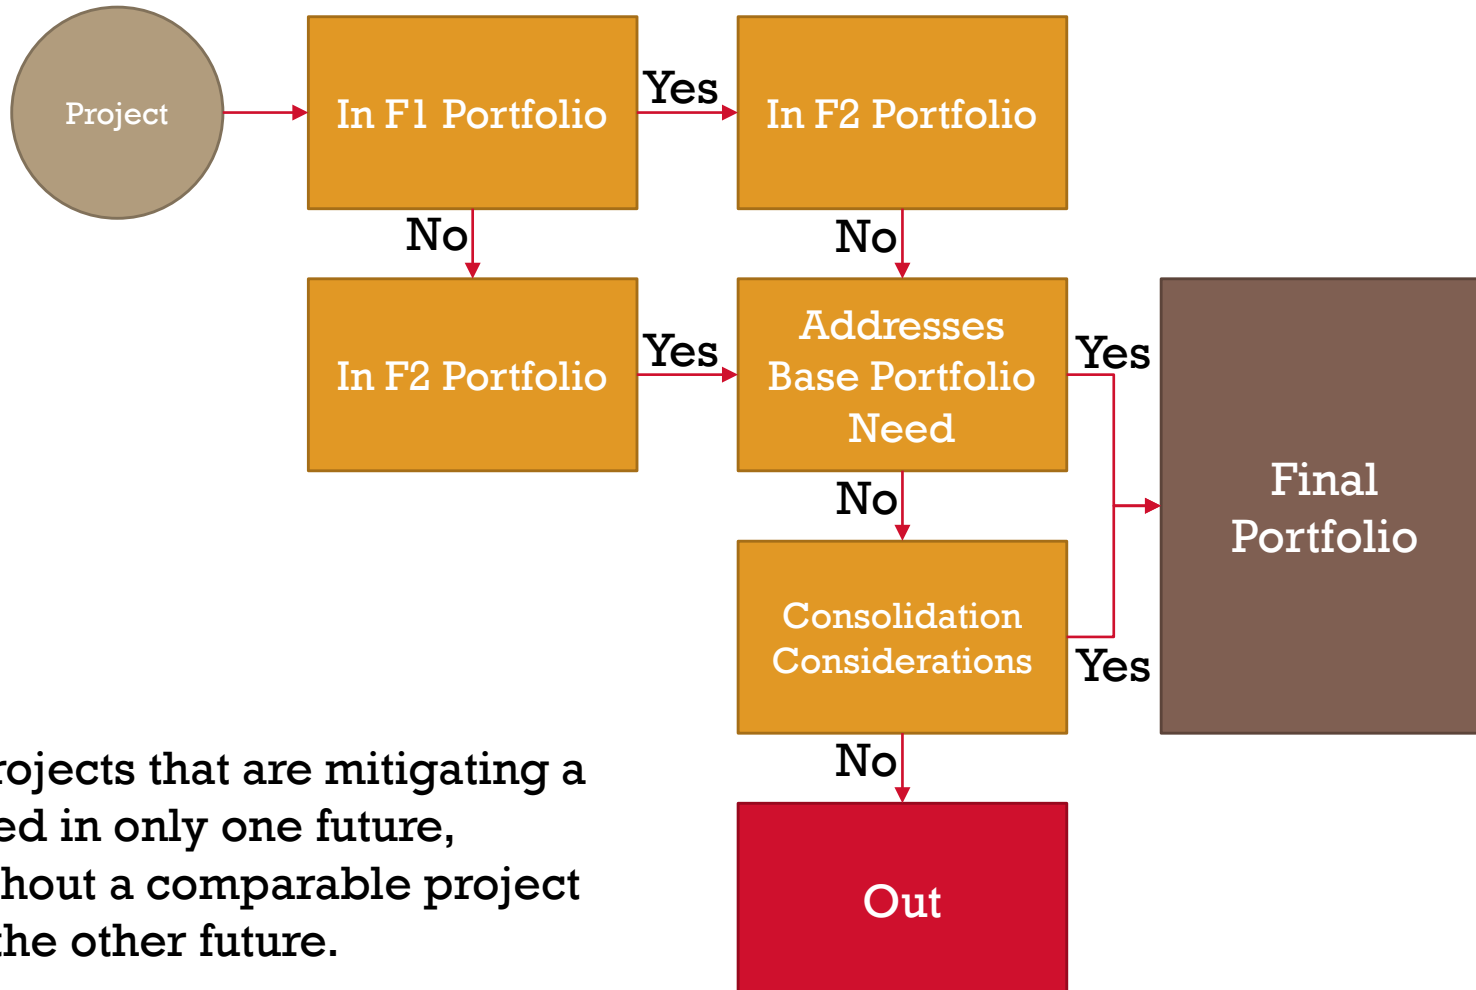 Project
In F1 Portfolio
Yes
In F2 Portfolio
No
No
In F2 Portfolio
Yes
Addresses
Base Portfolio
Need
Yes
Final
Portfolio
No
Consolidation
Considerations
Yes
No
Out
rojects that are mitigating a
ed in only one future,
hout a comparable project
the other future.